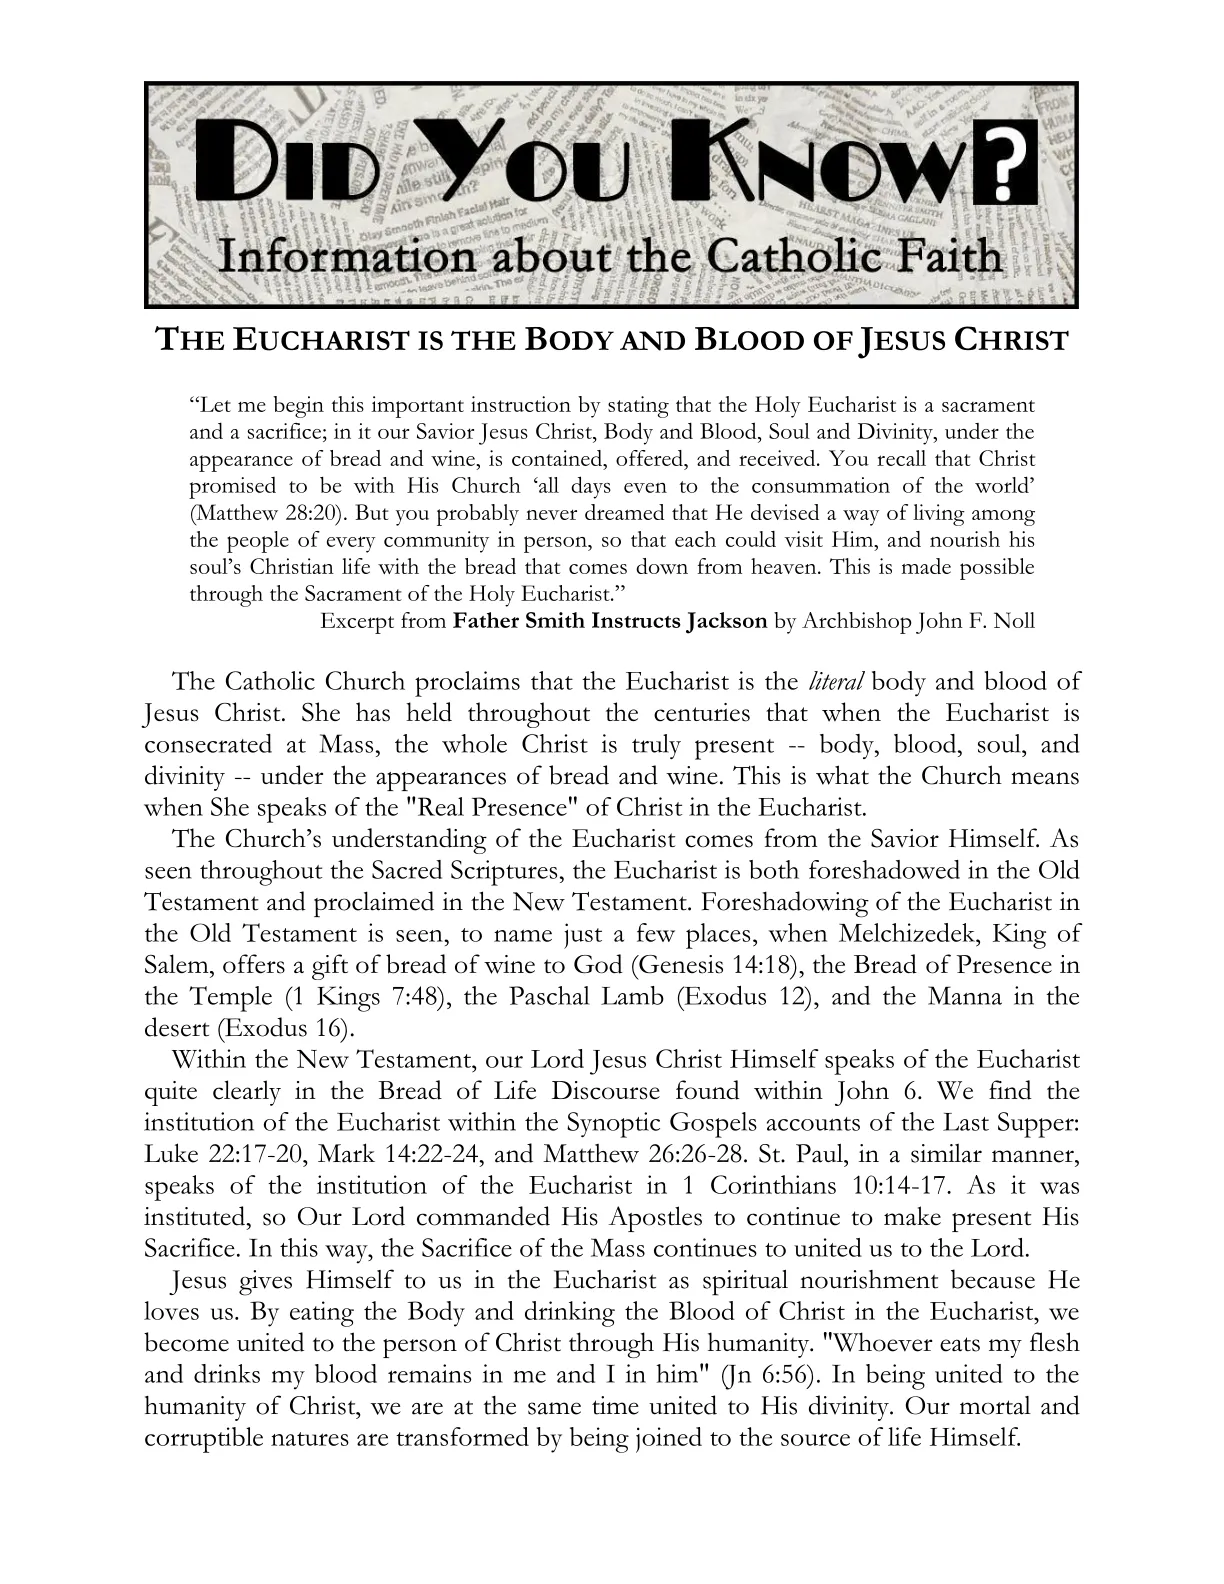 DID YOU KNOW?
Information about the Catholic Faith
THE EUCHARIST IS THE BODY AND BLOOD OF JESUS CHRIST
“Let me begin this important instruction by stating that the Holy Eucharist is a sacrament
and a sacrifice; in it our Savior Jesus Christ, Body and Blood, Soul and Divinity, under the
appearance of bread and wine, is contained, offered, and received. You recall that Christ
promised to be with His Church ‘all days even to the consummation of the world’
(Matthew 28:20). But you probably never dreamed that He devised a way of living among
the people of every community in person, so that each could visit Him, and nourish his
soul’s Christian life with the bread that comes down from heaven. This is made possible
through the Sacrament of the Holy Eucharist.”
Excerpt from Father Smith Instructs Jackson by Archbishop John F. Noll
The Catholic Church proclaims that the Eucharist is the literal body and blood of
Jesus Christ. She has held throughout the centuries that when the Eucharist is
consecrated at Mass, the whole Christ is truly present -- body, blood, soul, and
divinity -- under the appearances of bread and wine. This is what the Church means
when She speaks of the "Real Presence" of Christ in the Eucharist.
The Church’s understanding of the Eucharist comes from the Savior Himself. As
seen throughout the Sacred Scriptures, the Eucharist is both foreshadowed in the Old
Testament and proclaimed in the New Testament. Foreshadowing of the Eucharist in
the Old Testament is seen, to name just a few places, when Melchizedek, King of
Salem, offers a gift of bread of wine to God (Genesis 14:18), the Bread of Presence in
the Temple (1 Kings 7:48), the Paschal Lamb (Exodus 12), and the Manna in the
desert (Exodus 16).
Within the New Testament, our Lord Jesus Christ Himself speaks of the Eucharist
quite clearly in the Bread of Life Discourse found within John 6. We find the
institution of the Eucharist within the Synoptic Gospels accounts of the Last Supper:
Luke 22:17-20, Mark 14:22-24, and Matthew 26:26-28. St. Paul, in a similar manner,
speaks of the institution of the Eucharist in 1 Corinthians 10:14-17. As it was
instituted, so Our Lord commanded His Apostles to continue to make present His
Sacrifice. In this way, the Sacrifice of the Mass continues to united us to the Lord.
Jesus gives Himself to us in the Eucharist as spiritual nourishment because He
loves us. By eating the Body and drinking the Blood of Christ in the Eucharist, we
become united to the person of Christ through His humanity. "Whoever eats my flesh
and drinks my blood remains in me and I in him" (Jn 6:56). In being united to the
humanity of Christ, we are at the same time united to His divinity. Our mortal and
corruptible natures are transformed by being joined to the source of life Himself.